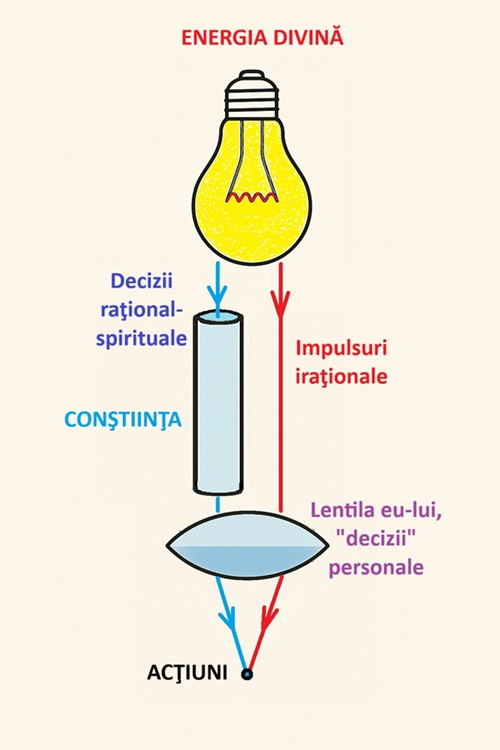 ENERGIA DIVINĂ
Decizii
raţional-
spirituale
Impulsuri
iraţionale
CONŞTIINŢA
Lentila eu-lui,
"decizii"
personale
ACŢIUNI